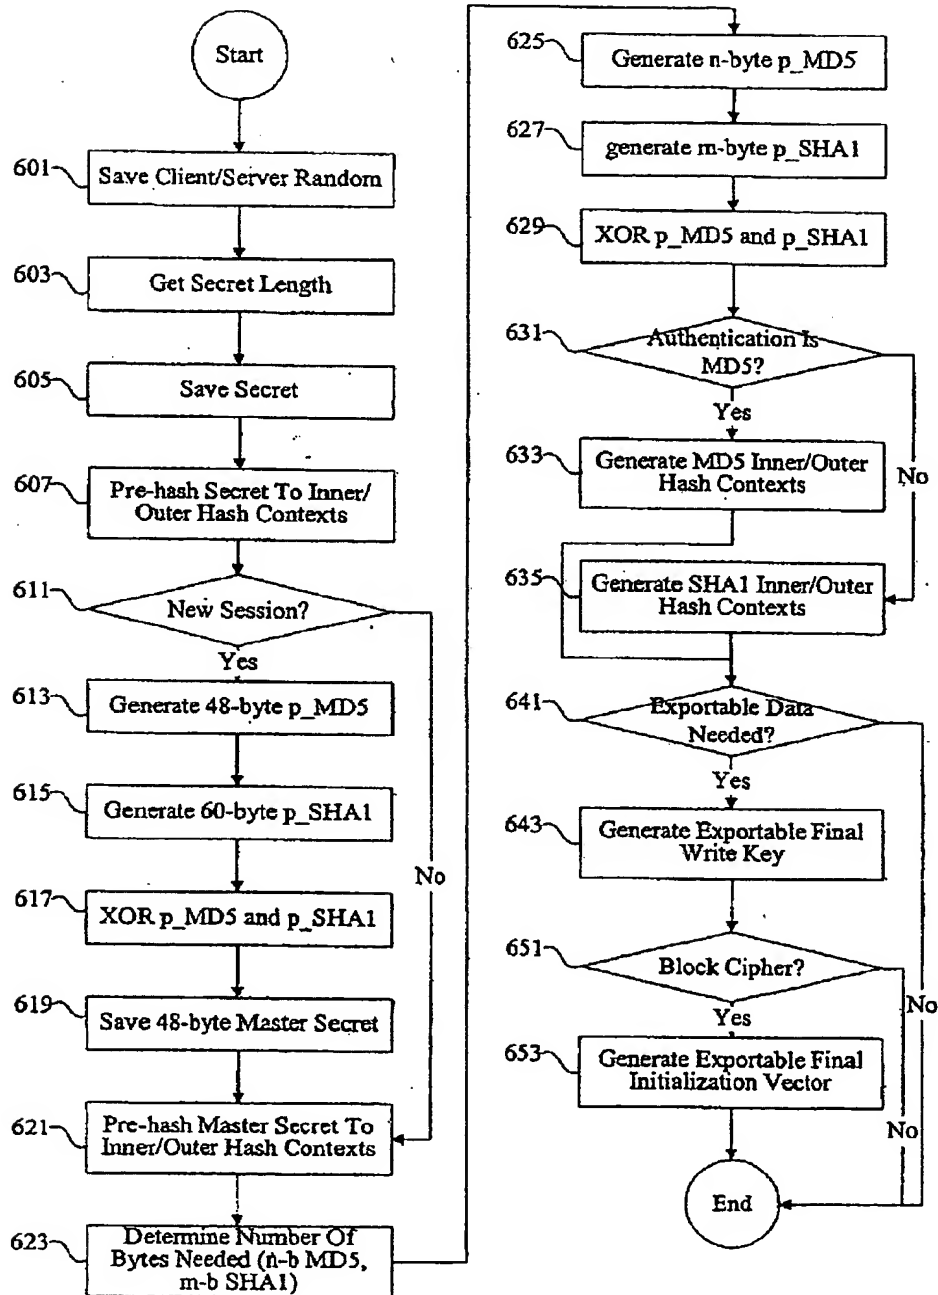 Start
601
Save Client/Server Random
603
Get Secret Length
605
Save Secret
607
Pre-hash Secret To Inner/
Outer Hash Contexts
611
New Session?
Yes
No
613
Generate 48-byte p_MD5
615
Generate 60-byte p_SHA1
617
XOR p_MD5 and p_SHA1
619
Save 48-byte Master Secret
621
Pre-hash Master Secret To
Inner/Outer Hash Contexts
623
Determine Number Of
Bytes Needed (n-b MD5,
m-b SHA1)
625
Generate n-byte p_MD5
627
generate m-byte p_SHA1
629
XOR p_MD5 and p_SHA1
631
Authentication Is
MD5?
Yes
No
633
Generate MD5 Inner/Outer
Hash Contexts
635
Generate SHA1 Inner/Outer
Hash Contexts
641
Exportable Data
Needed?
Yes
No
643
Generate Exportable Final
Write Key
651
Block Cipher?
Yes
No
653
Generate Exportable Final
Initialization Vector
End